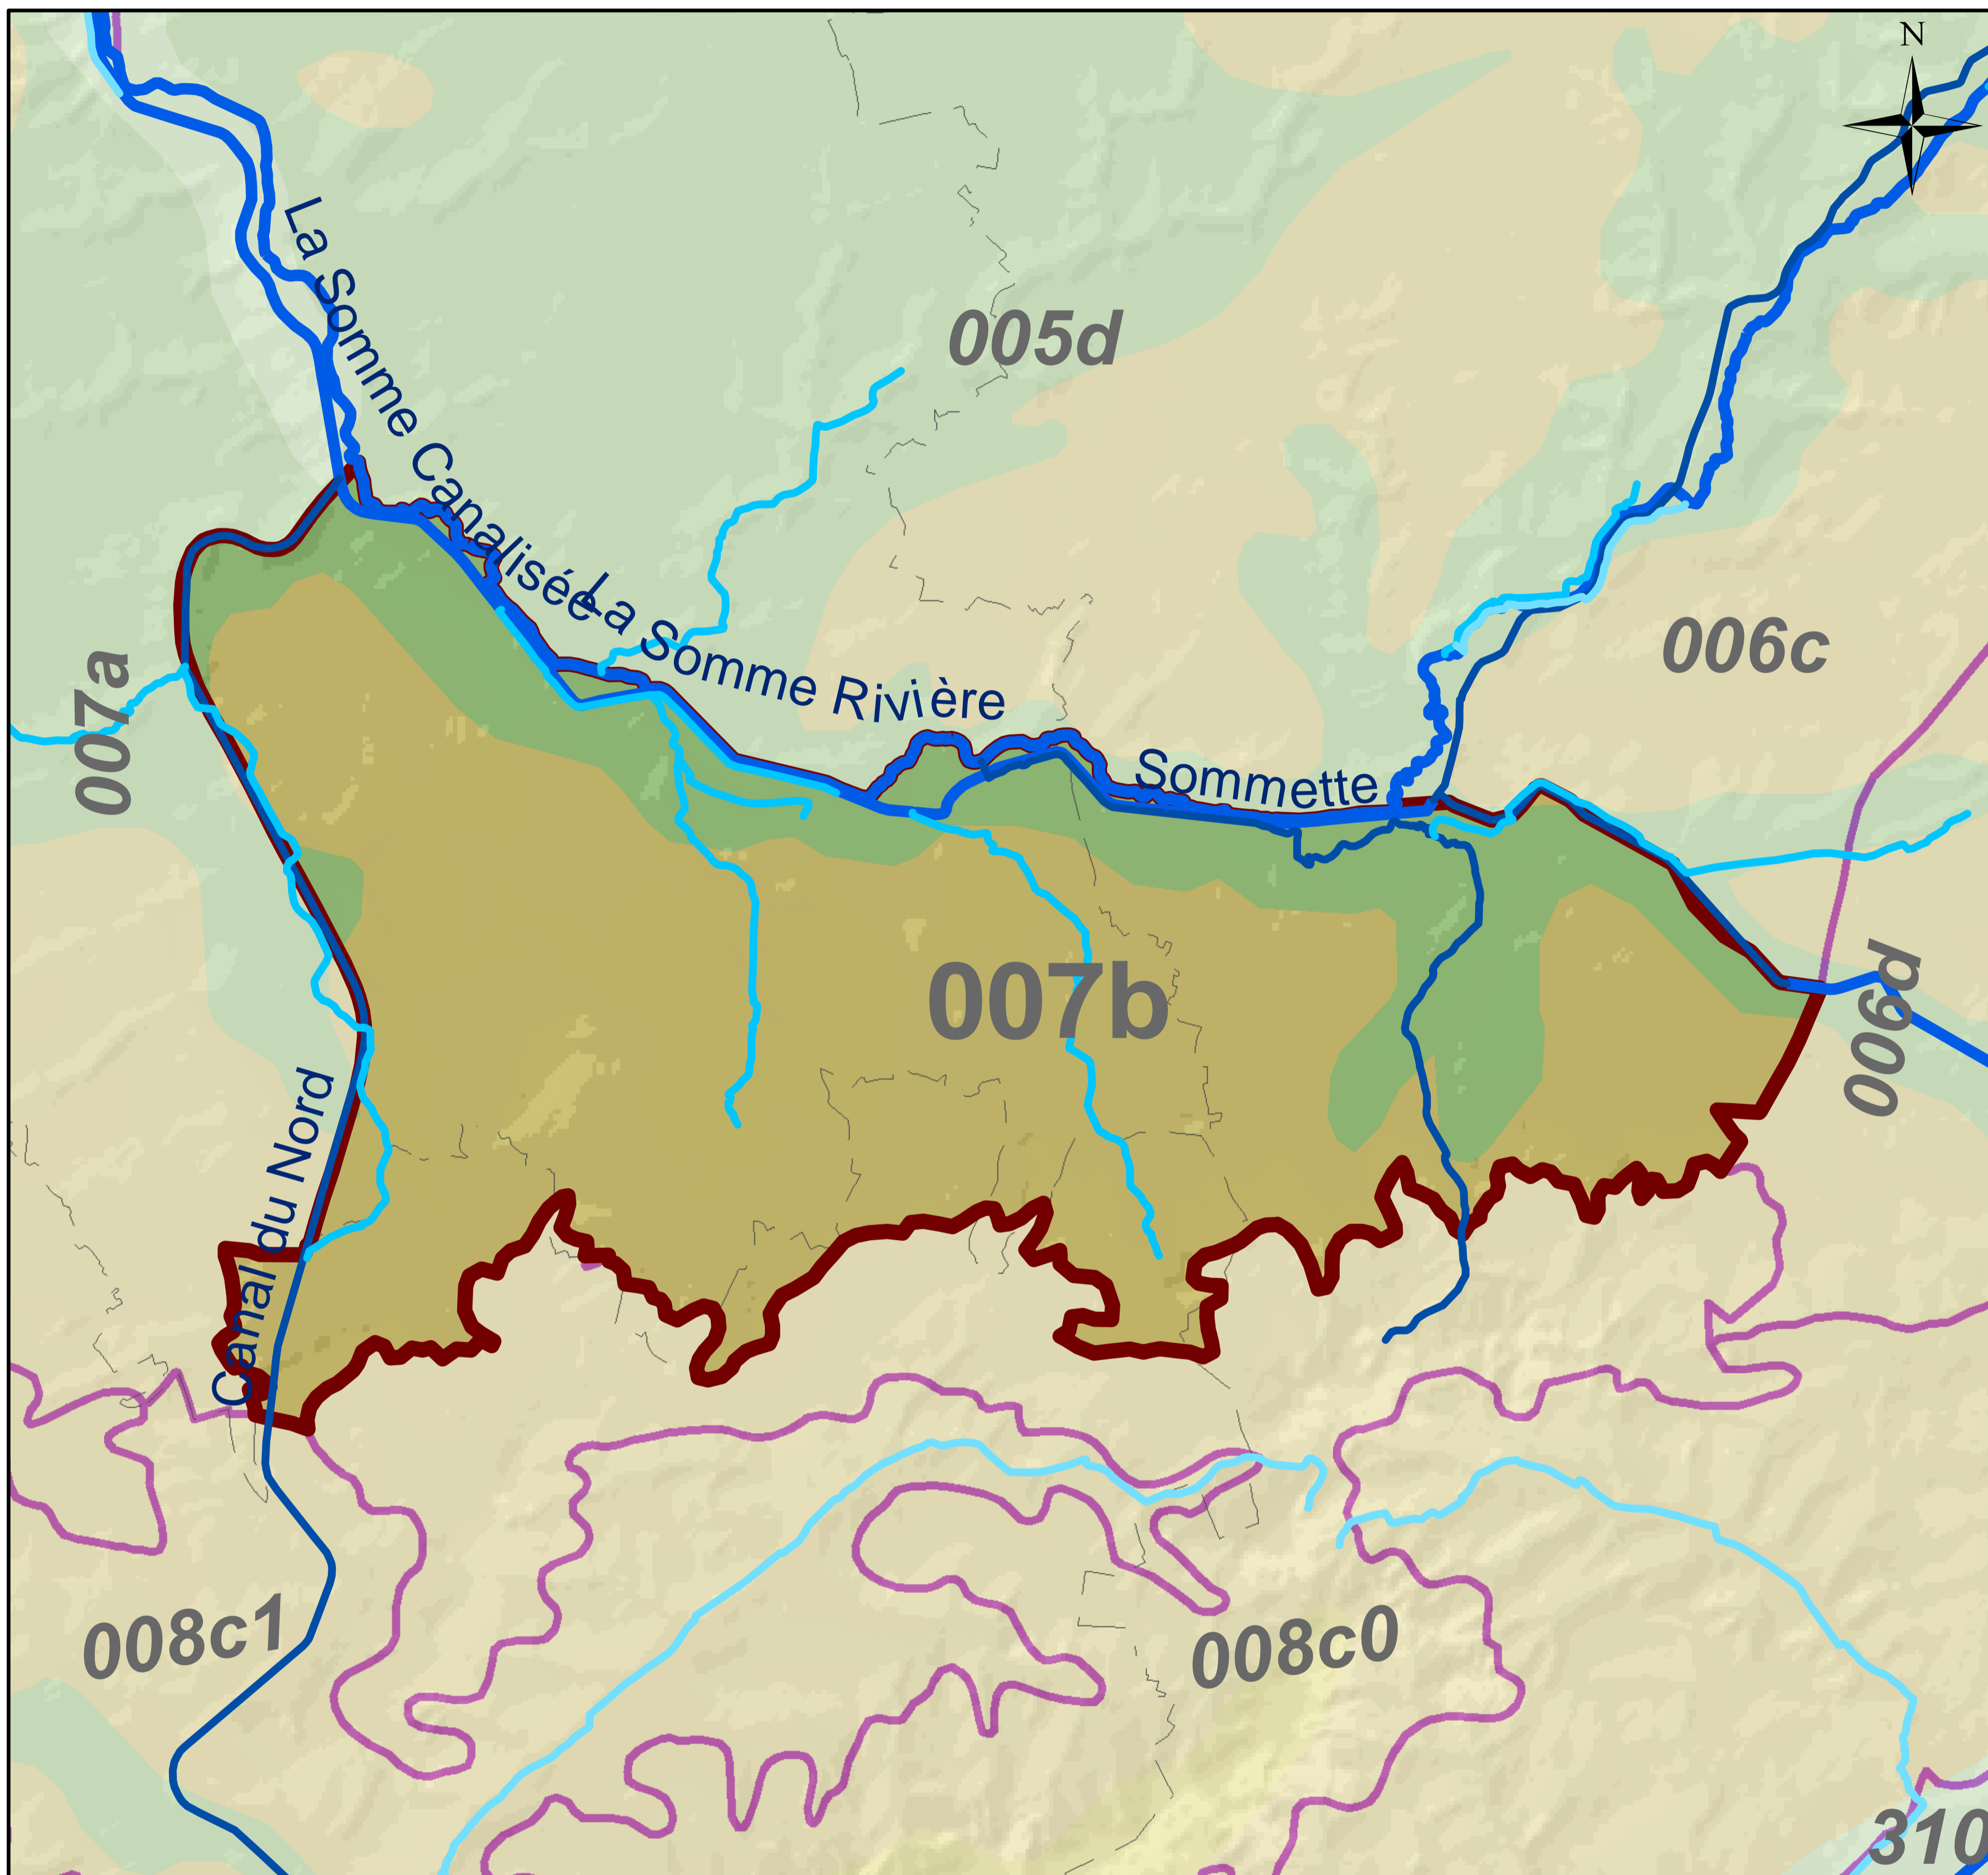 N
La Somme Canalisée
005d
La Somme Rivière
006c
007a
Sommette
007b
006d
Canal du Nord
008c1
008c0
310